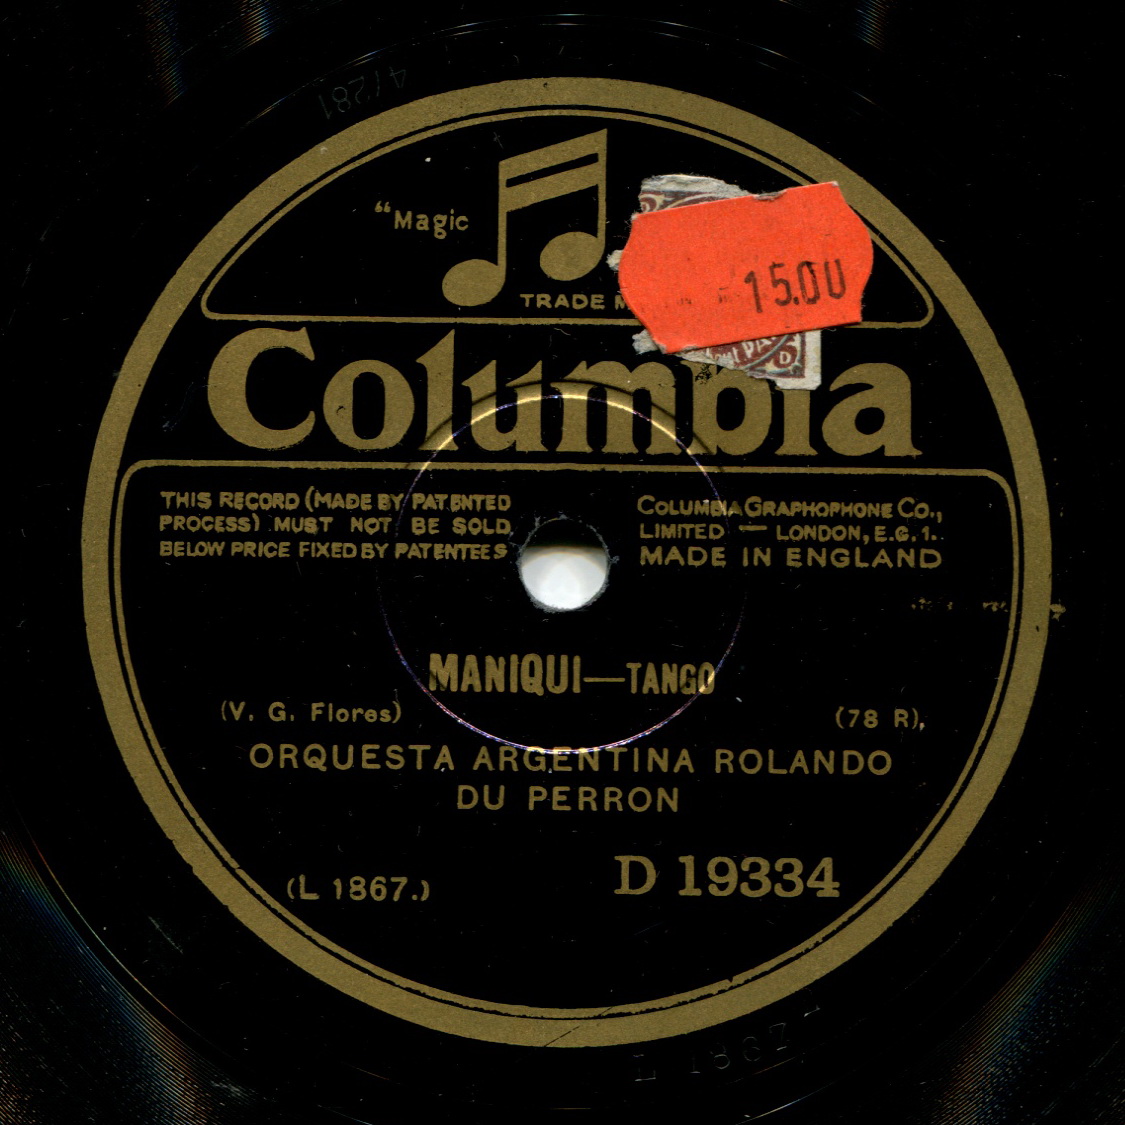 “Magic
TRADE
15.00
Columbia
THIS RECORD (MADE BY PATENTED
PROCESS) MUST NOT BE SOLD
BELOW PRICE FIXED BY PATENTEES
COLUMBIA GRAPHOPHONE CO.,
LIMITED — LONDON, E.C.1.
MADE IN ENGLAND
MANIQUI—TANGO
(V. G. Flores)
(78 R).
ORQUESTA ARGENTINA ROLANDO
DU PERRON
(L 1867.)
D 19334
L 1867